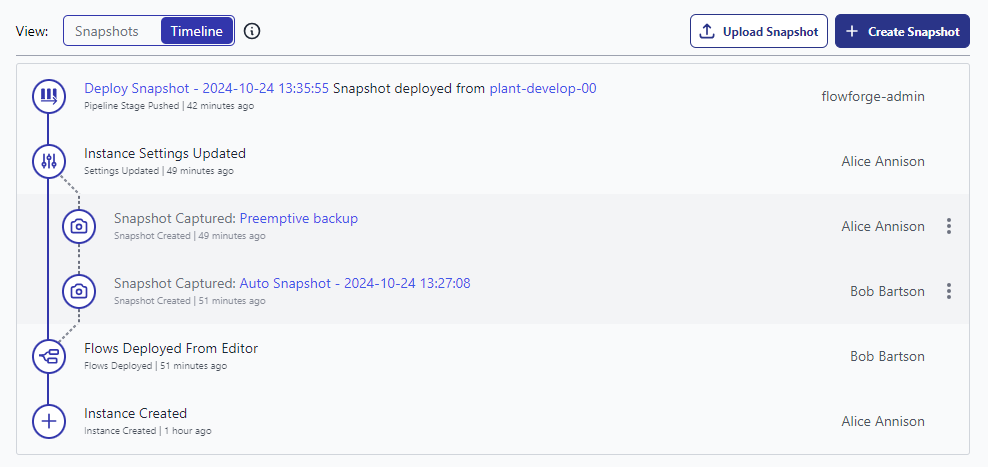 View: Snapshots Timeline Upload Snapshot Create Snapshot
Deploy Snapshot - 2024-10-24 13:35:55 Snapshot deployed from plant-develop-00
Pipeline Stage Pushed | 42 minutes ago
flowforge-admin
Instance Settings Updated
Settings Updated | 49 minutes ago
Alice Annison
Snapshot Captured: Preemptive backup
Snapshot Created | 49 minutes ago
Alice Annison
Snapshot Captured: Auto Snapshot - 2024-10-24 13:27:08
Snapshot Created | 51 minutes ago
Bob Bartson
Flows Deployed From Editor
Flows Deployed | 51 minutes ago
Bob Bartson
Instance Created
Instance Created | 1 hour ago
Alice Annison